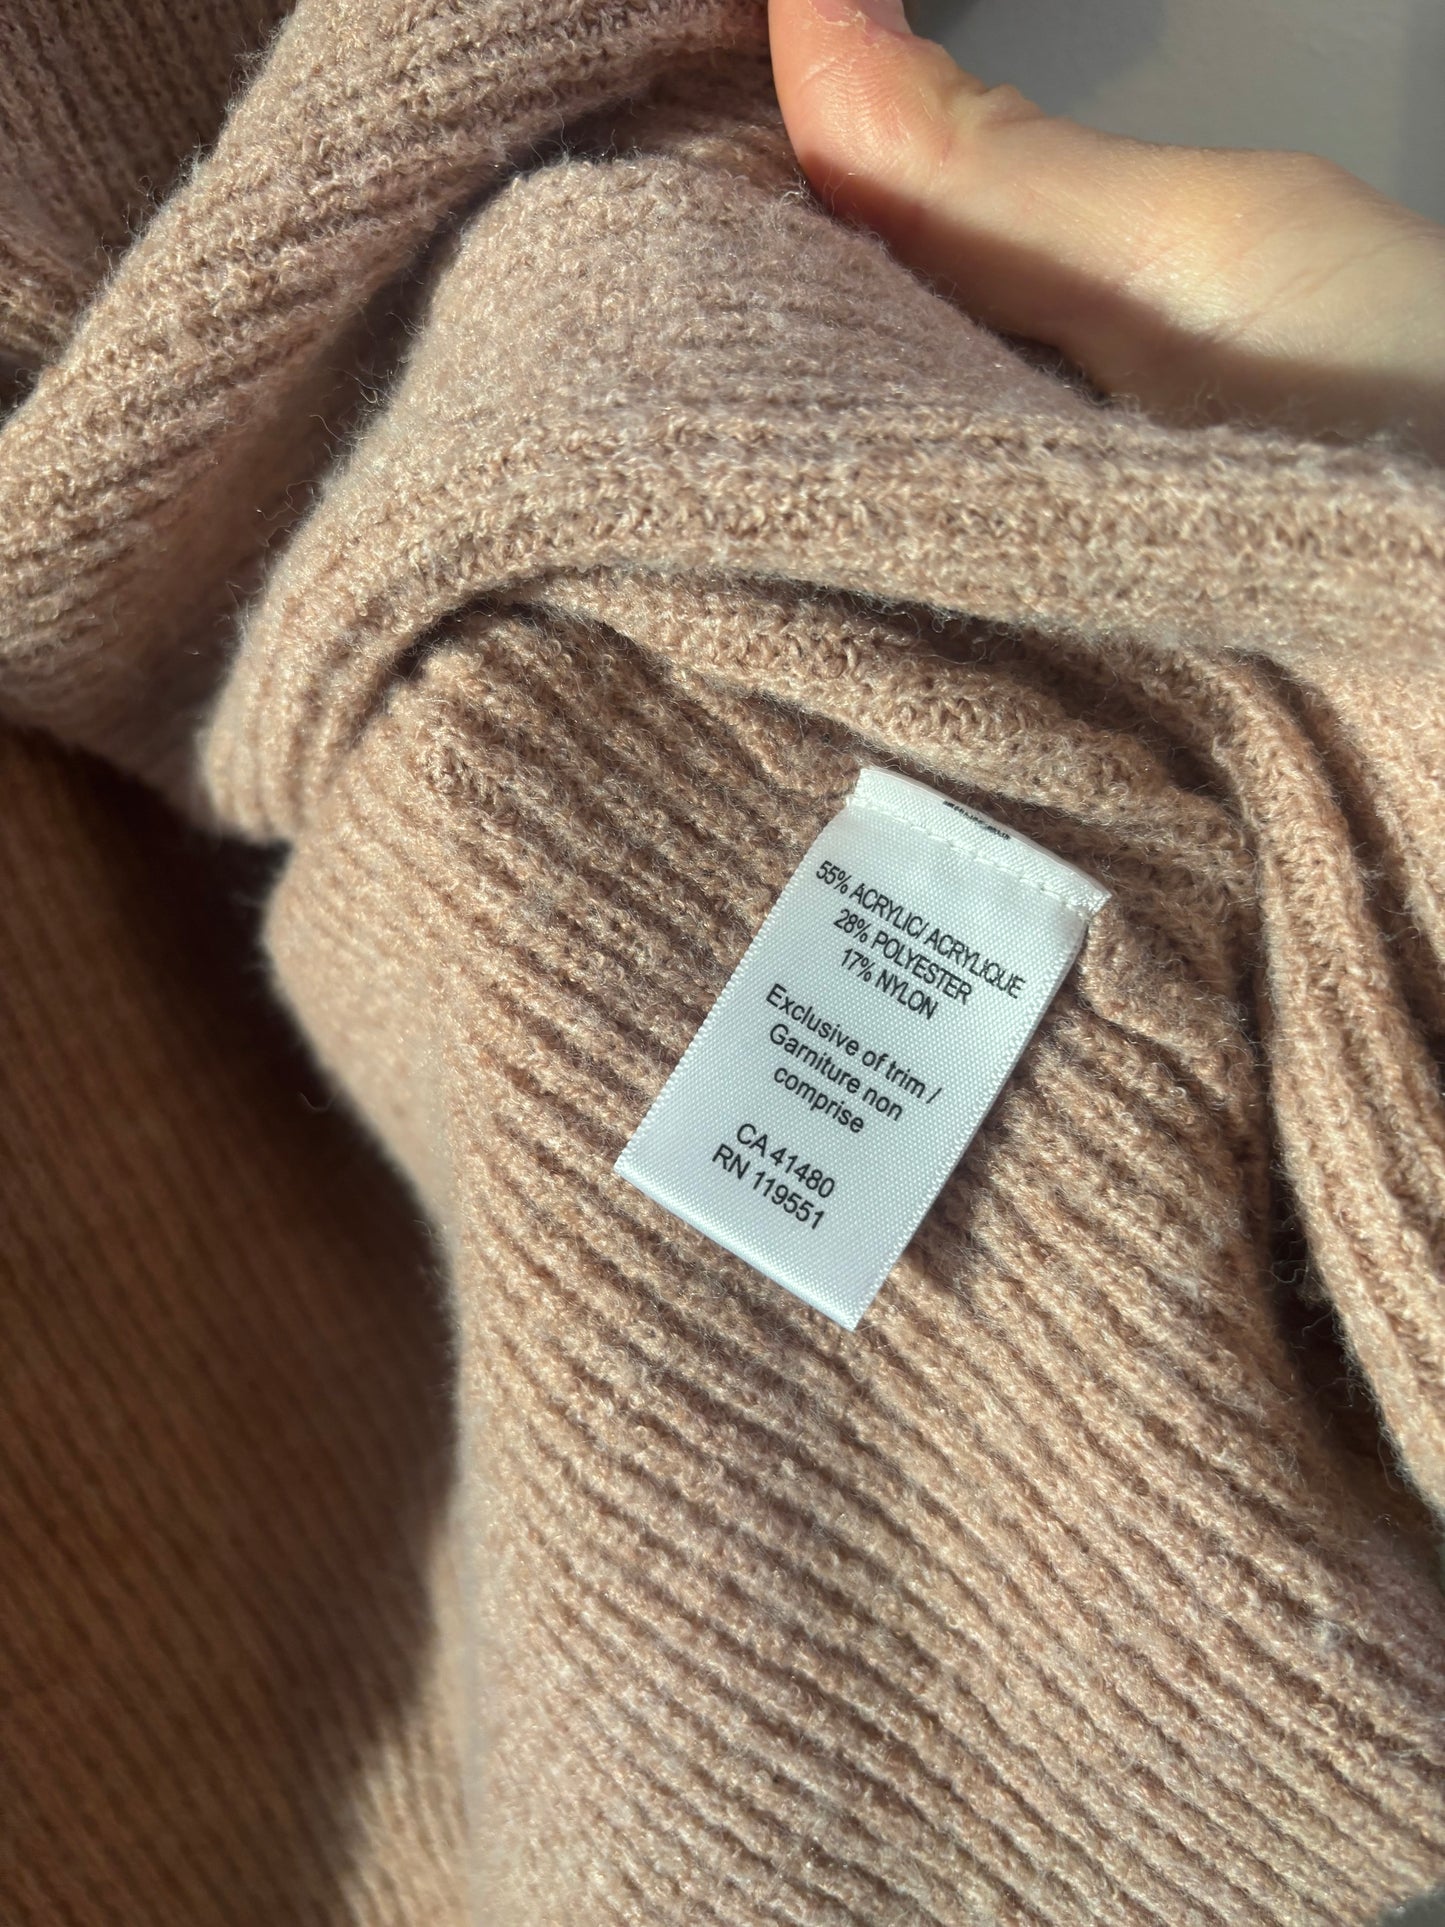 55% ACRYLIC/ ACRYLIQUE
28% POLYESTER
17% NYLON
Exclusive of trim /
Garniture non
comprise
CA 41480
RN 119551